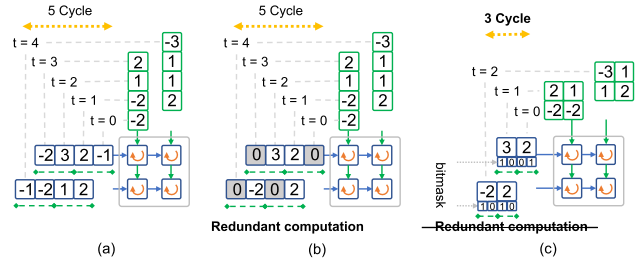 5 Cycle
t = 4
t = 3
t = 2
t = 1
t = 0
-3
2 1
1 1
-2 2
-2
-2 3 2 -1
-1 -2 1 2
(a)
5 Cycle
t = 4
t = 3
t = 2
t = 1
t = 0
-3
2 1
1 1
-2 2
-2
0 3 2 0
0 -2 0 2
Redundant computation
(b)
3 Cycle
t = 2
t = 1
t = 0
-3 1
1 2
2 1
-2 -2
3 2
1 0 0 1
-2 2
1 0 1 0
bitmask
Redundant computation
(c)